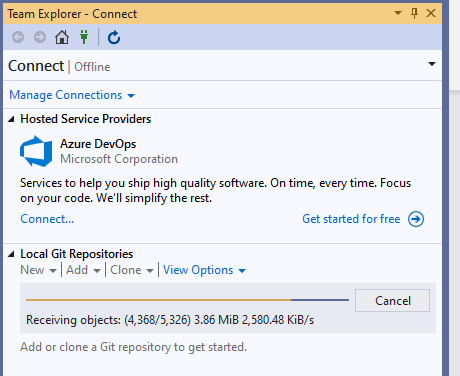 Team Explorer - Connect
Connect | Offline
Manage Connections
Hosted Service Providers
Azure DevOps
Microsoft Corporation
Services to help you ship high quality software. On time, every time. Focus
on your code. We'll simplify the rest.
Connect... Get started for free
Local Git Repositories
New | Add | Clone | View Options
Cancel
Receiving objects: (4,368/5,326) 3.86 MiB 2,580.48 KiB/s
Add or clone a Git repository to get started.